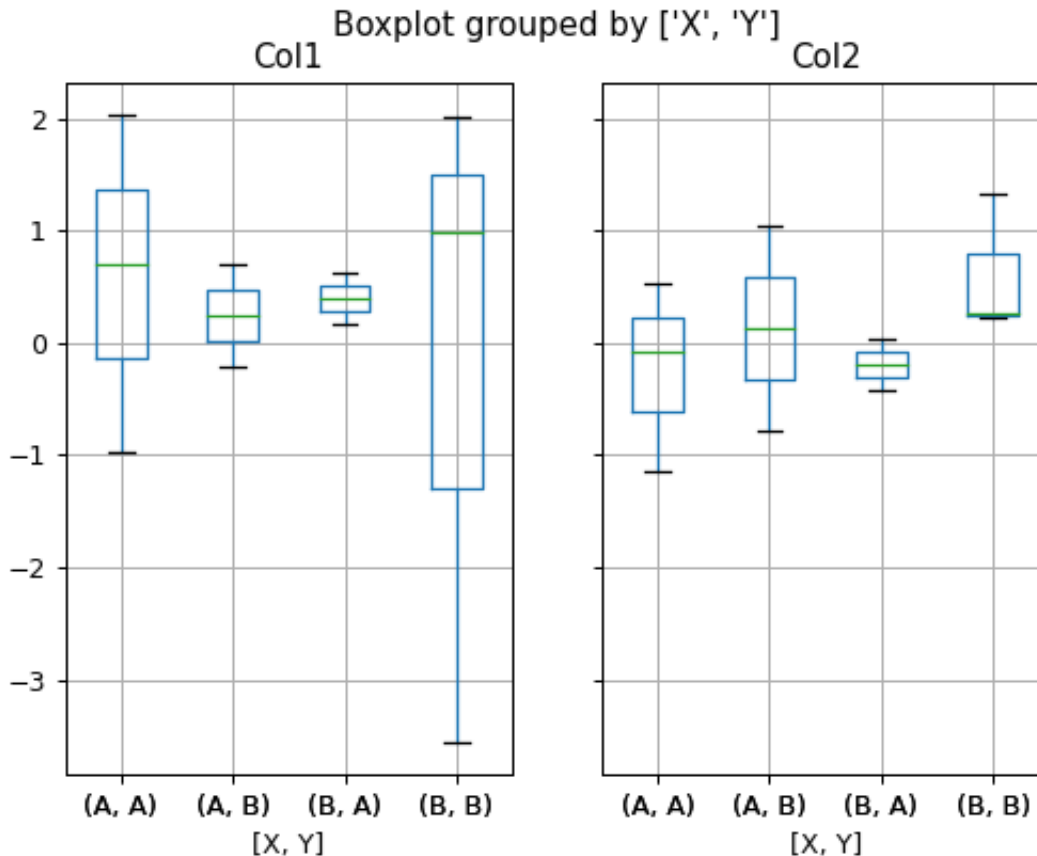 Boxplot grouped by ['X', 'Y']
Col1
Col2
2
1
0
−1
−2
−3
(A, A) (A, B) (B, A) (B, B)
(A, A) (A, B) (B, A) (B, B)
[X, Y]
[X, Y]